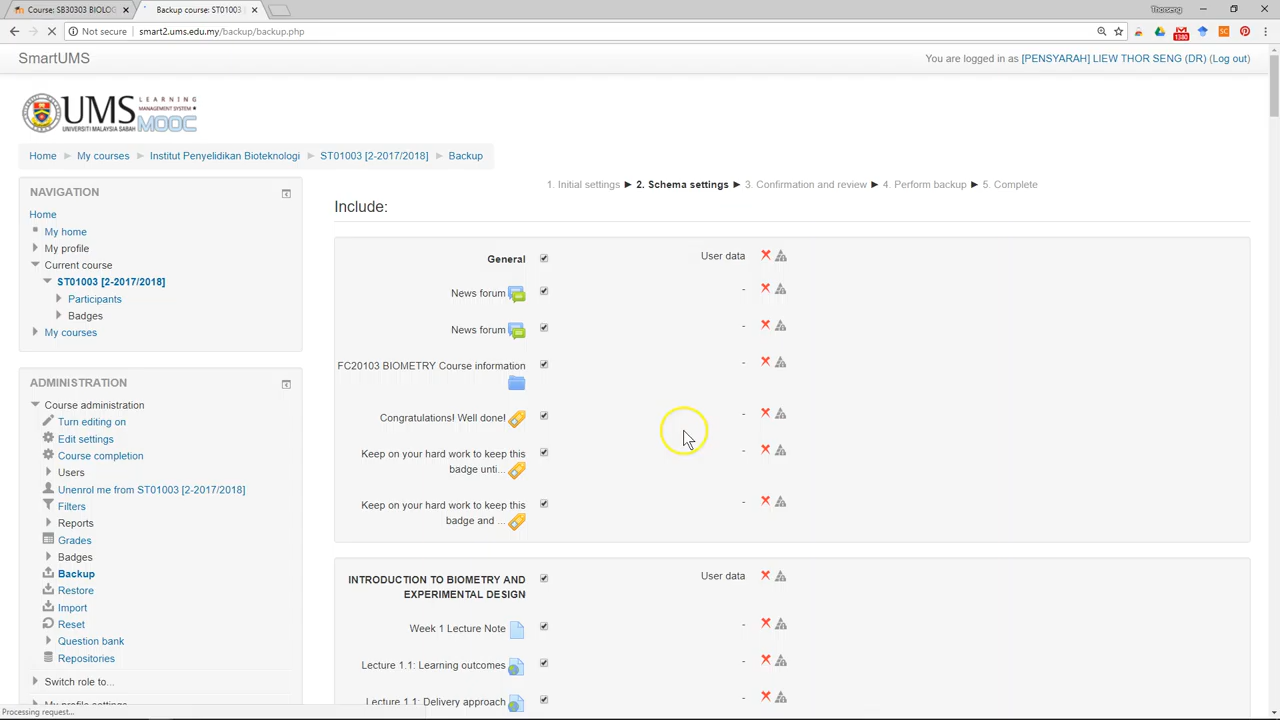 Course: SB30303 BIOLOG
Backup course: ST01003
Thorseng
Not secure
smart2.ums.edu.my/backup/backup.php
1380
SmartUMS
You are logged in as [PENSYARAH] LIEW THOR SENG (DR) (Log out)
UMS
UNIVERSITI MALAYSIA SABAH
LEARNING
MANAGEMENT SYSTEM
MOOC
Home ► My courses ► Institut Penyelidikan Bioteknologi ► ST01003 [2-2017/2018] ► Backup
NAVIGATION
Home
My home
My profile
Current course
ST01003 [2-2017/2018]
Participants
Badges
My courses
ADMINISTRATION
Course administration
Turn editing on
Edit settings
Course completion
Users
Unenrol me from ST01003 [2-2017/2018]
Filters
Reports
Grades
Badges
Backup
Restore
Import
Reset
Question bank
Repositories
Switch role to...
My profile settings
Processing request...
1. Initial settings ► 2. Schema settings ► 3. Confirmation and review ► 4. Perform backup ► 5. Complete
Include:
General
User data
News forum
-
News forum
-
FC20103 BIOMETRY Course information
-
Congratulations! Well done!
-
Keep on your hard work to keep this
badge unti...
-
Keep on your hard work to keep this
badge and ...
-
INTRODUCTION TO BIOMETRY AND
EXPERIMENTAL DESIGN
User data
Week 1 Lecture Note
-
Lecture 1.1: Learning outcomes
-
Lecture 1.1: Delivery approach
-